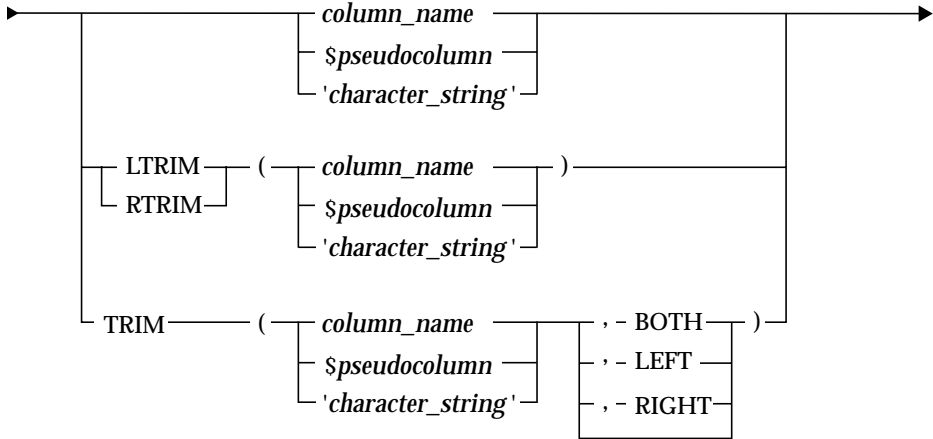 column_name
$pseudocolumn
'character_string'
LTRIM ( column_name )
RTRIM $pseudocolumn
'character_string'
TRIM ( column_name , BOTH )
$pseudocolumn , LEFT
'character_string' , RIGHT